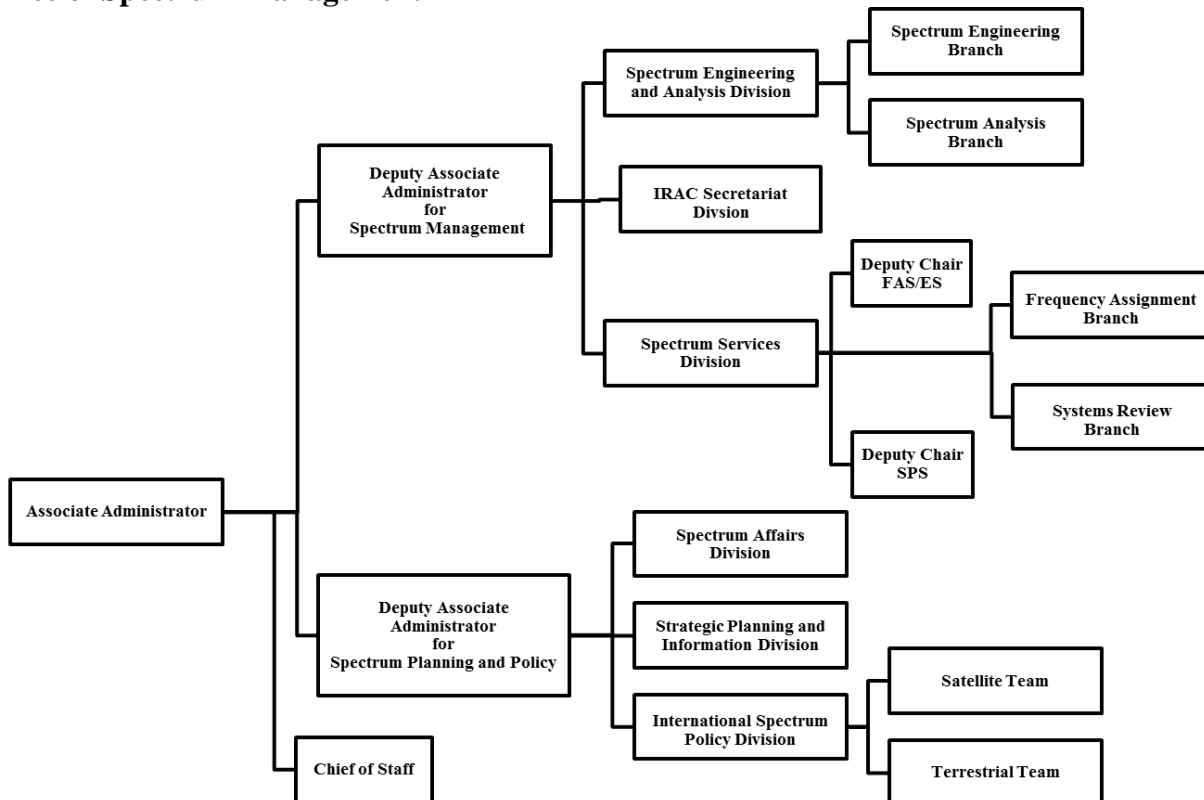 Spectrum Engineering
Branch
Spectrum Engineering
and Analysis Division
Spectrum Analysis
Branch
Deputy Associate
Administrator
for
Spectrum Management
IRAC Secretariat
Divsion
Deputy Chair
FAS/ES
Frequency Assignment
Branch
Spectrum Services
Division
Systems Review
Branch
Deputy Chair
SPS
Associate Administrator
Spectrum Affairs
Division
Deputy Associate
Administrator
for
Spectrum Planning and Policy
Strategic Planning and
Information Division
Satellite Team
International Spectrum
Policy Division
Chief of Staff
Terrestrial Team